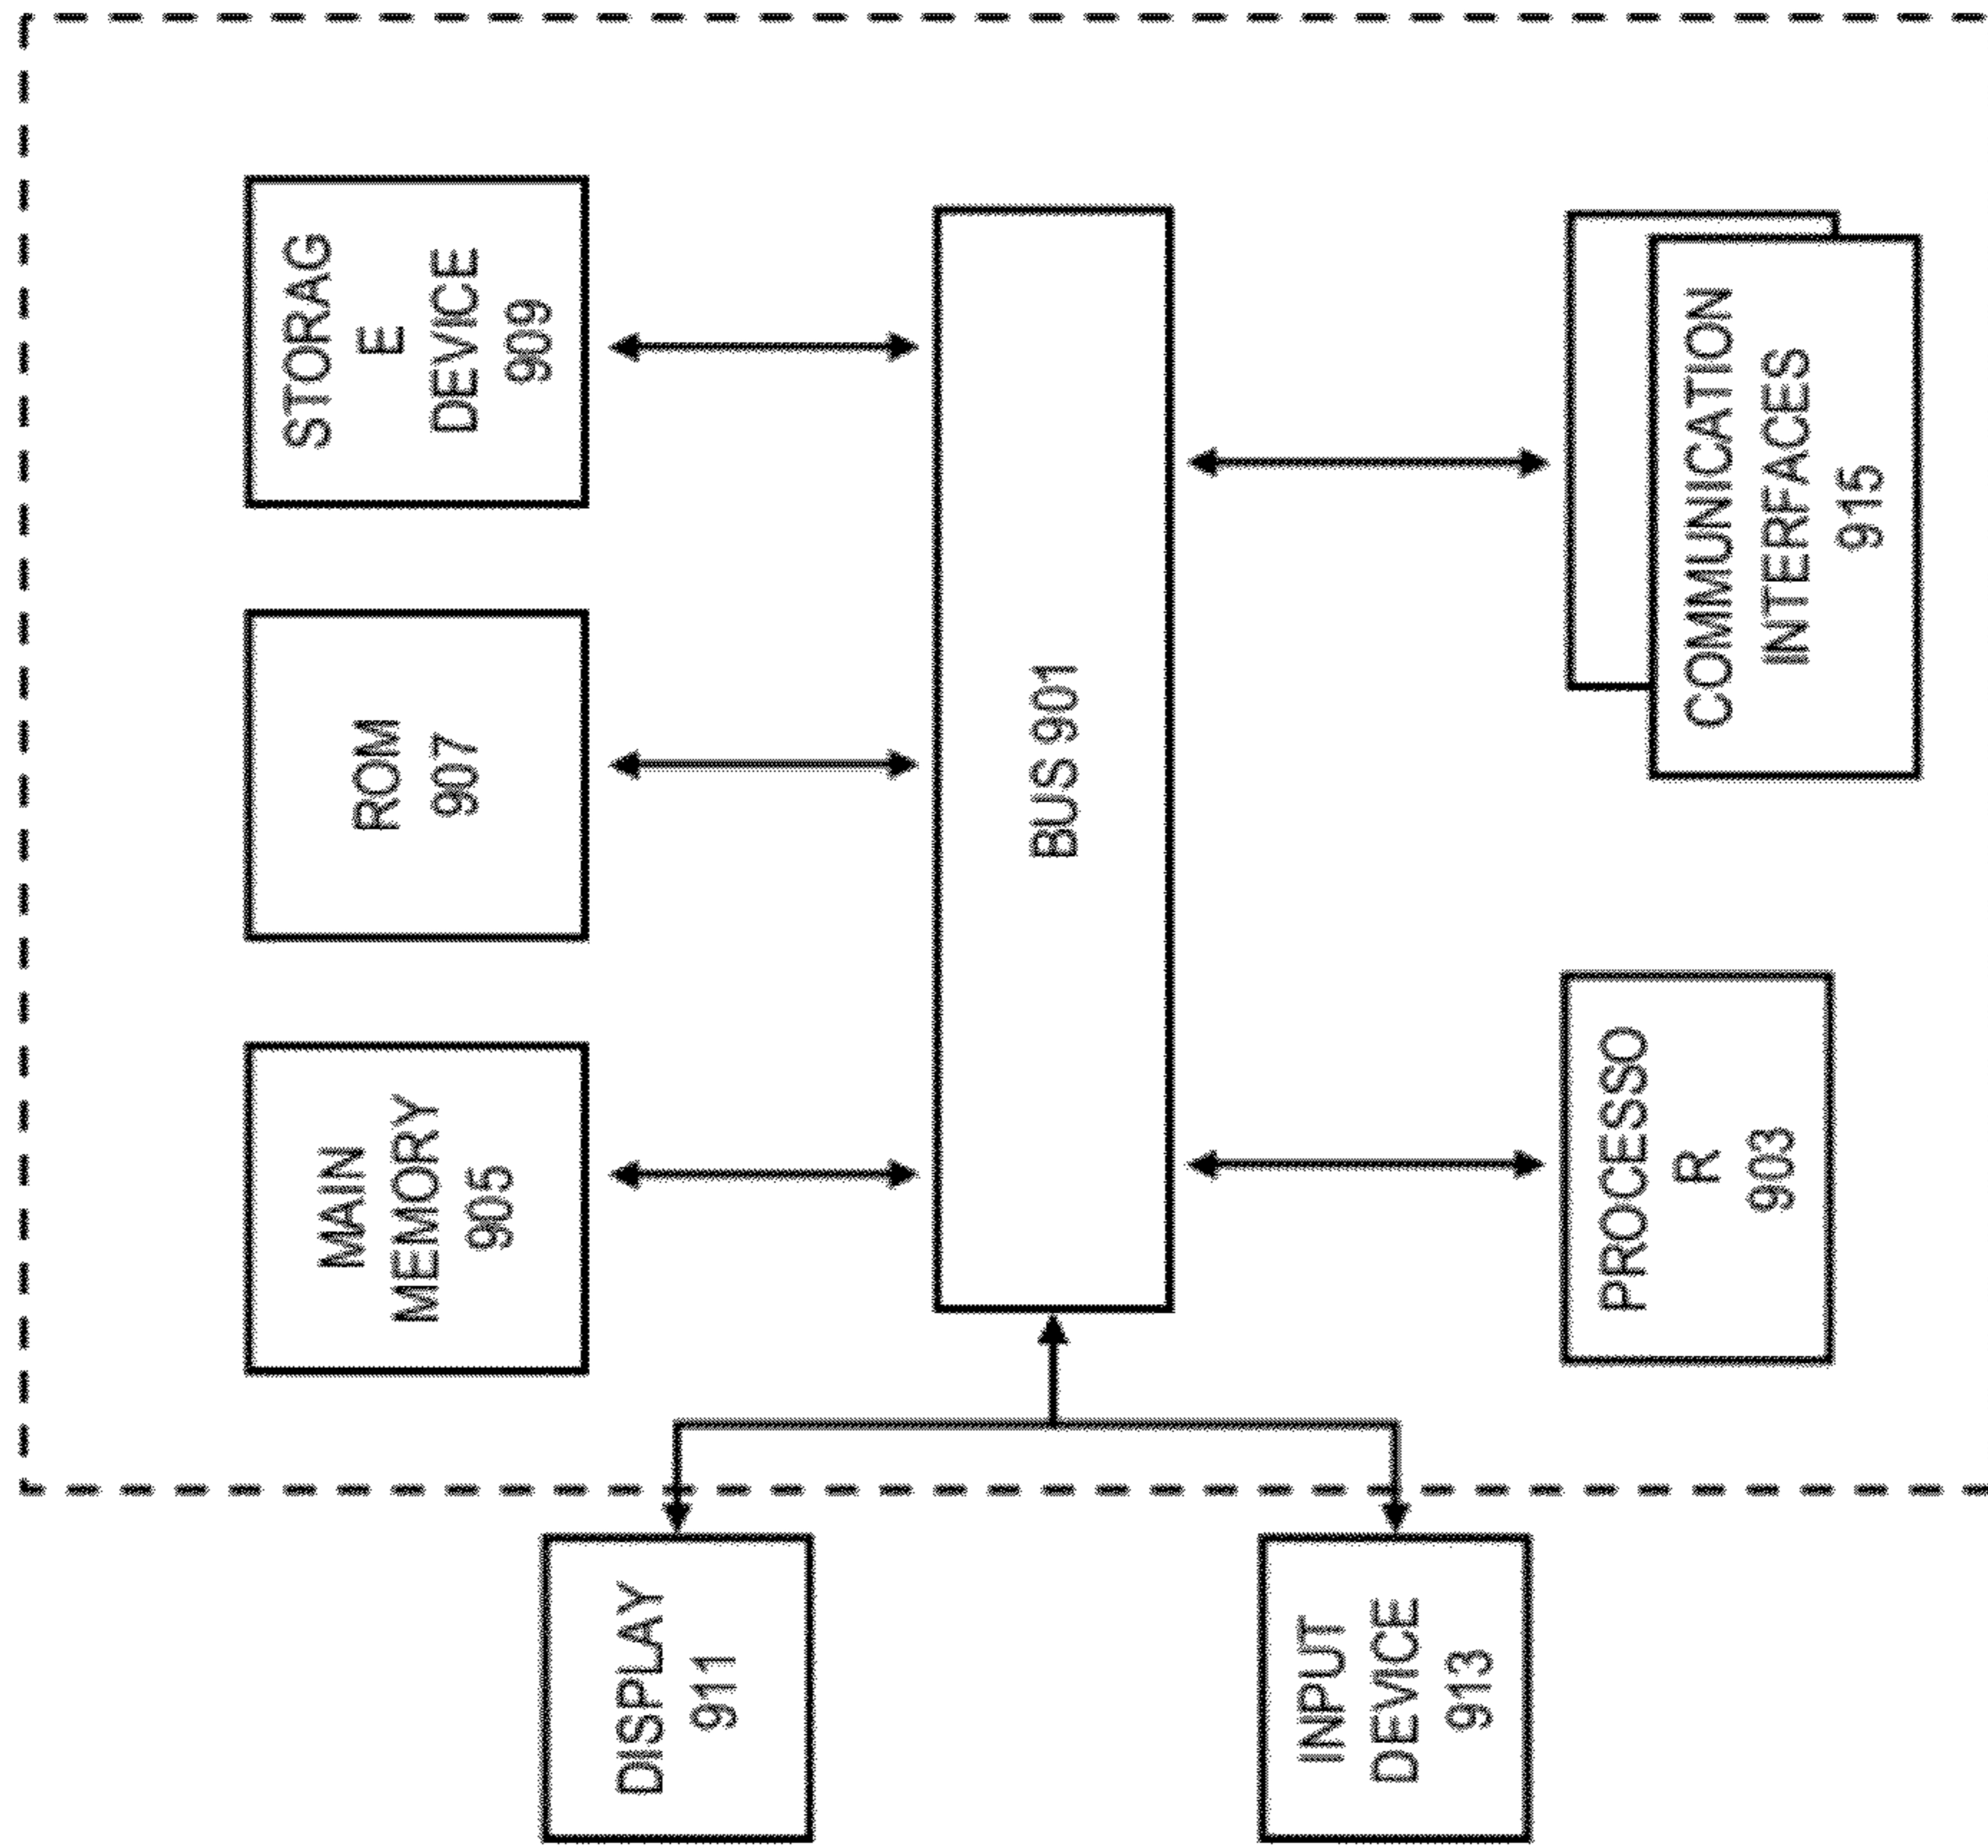 MAIN
MEMORY
905
ROM
907
STORAG
E
DEVICE
909
DISPLAY
911
BUS 901
INPUT
DEVICE
913
PROCESSO
R
903
COMMUNICATION
INTERFACES
915